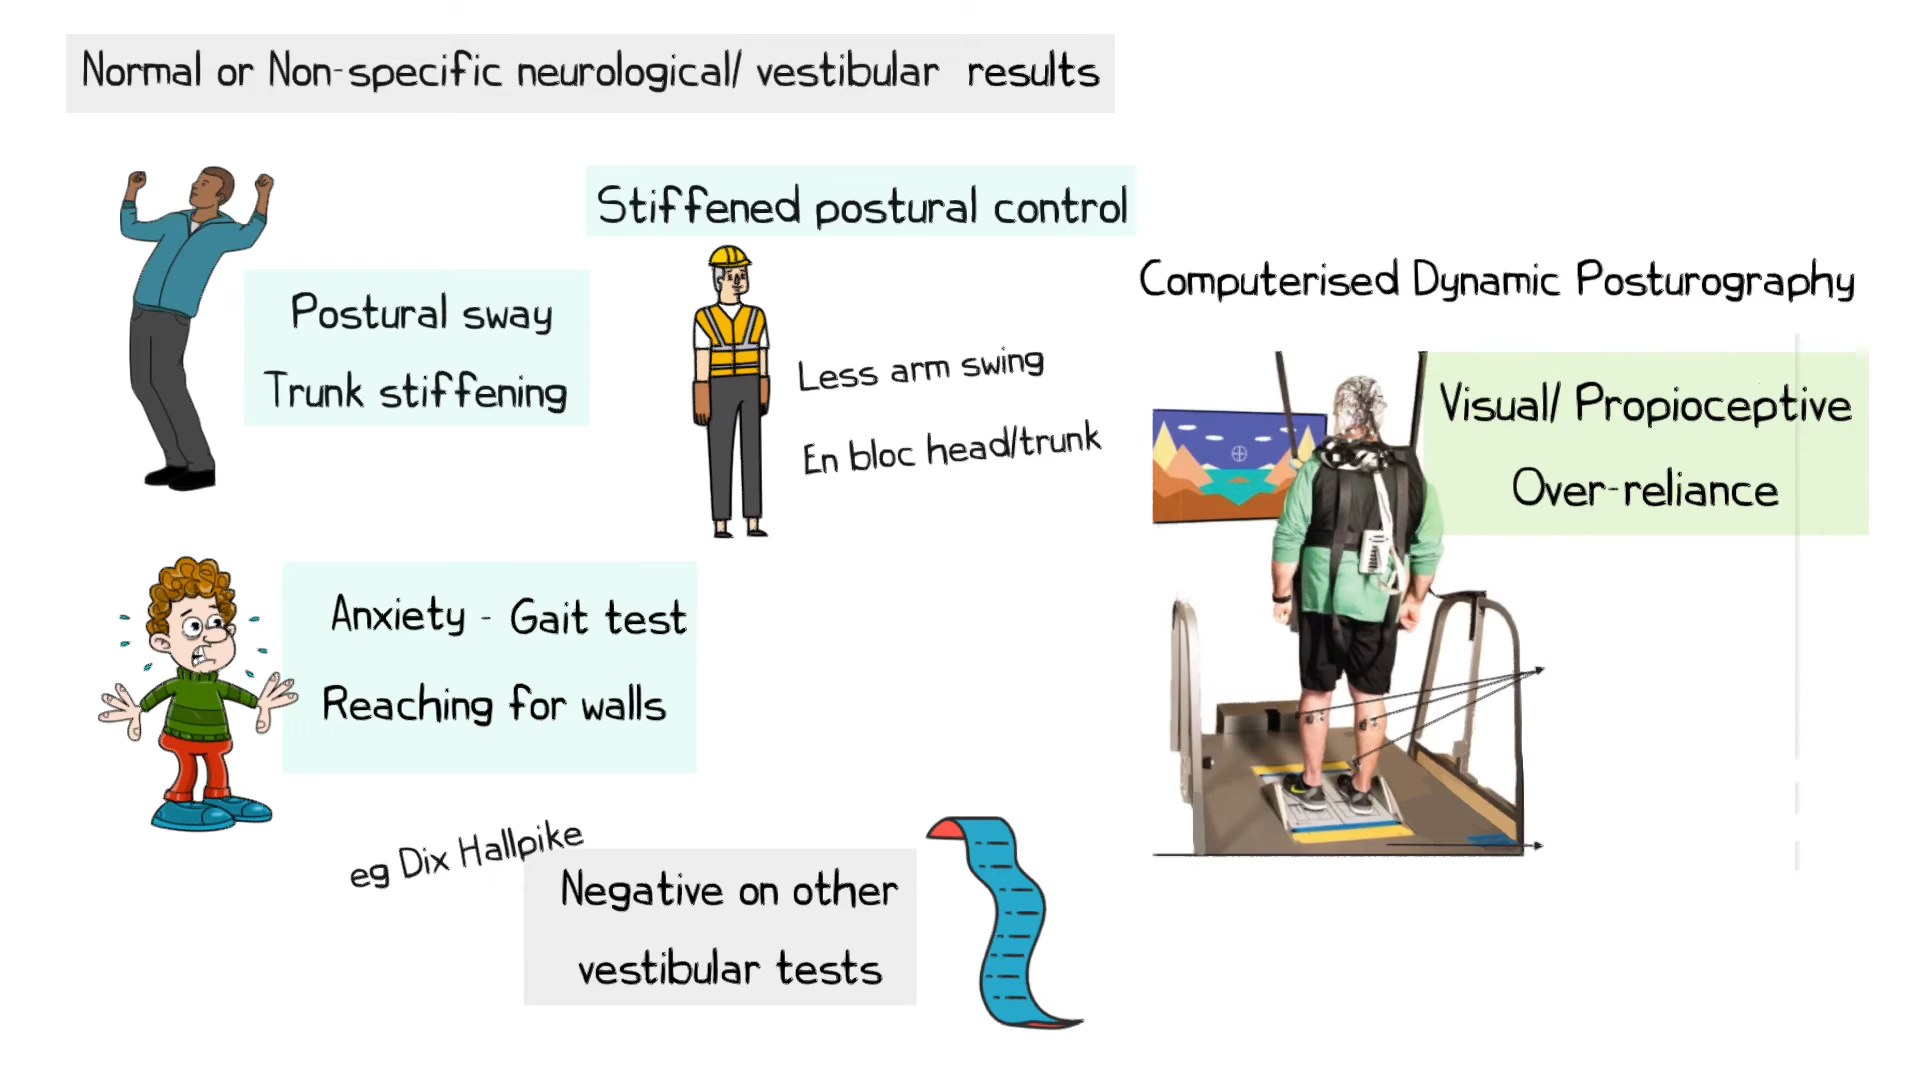 Normal or Non-specific neurological/ vestibular results
Stiffened postural control
Postural sway
Trunk stiffening
Less arm swing
En bloc head/trunk
Computerised Dynamic Posturography
Visual/ Propioceptive
Over-reliance
Anxiety - Gait test
Reaching for walls
eg Dix Hallpike
Negative on other
vestibular tests